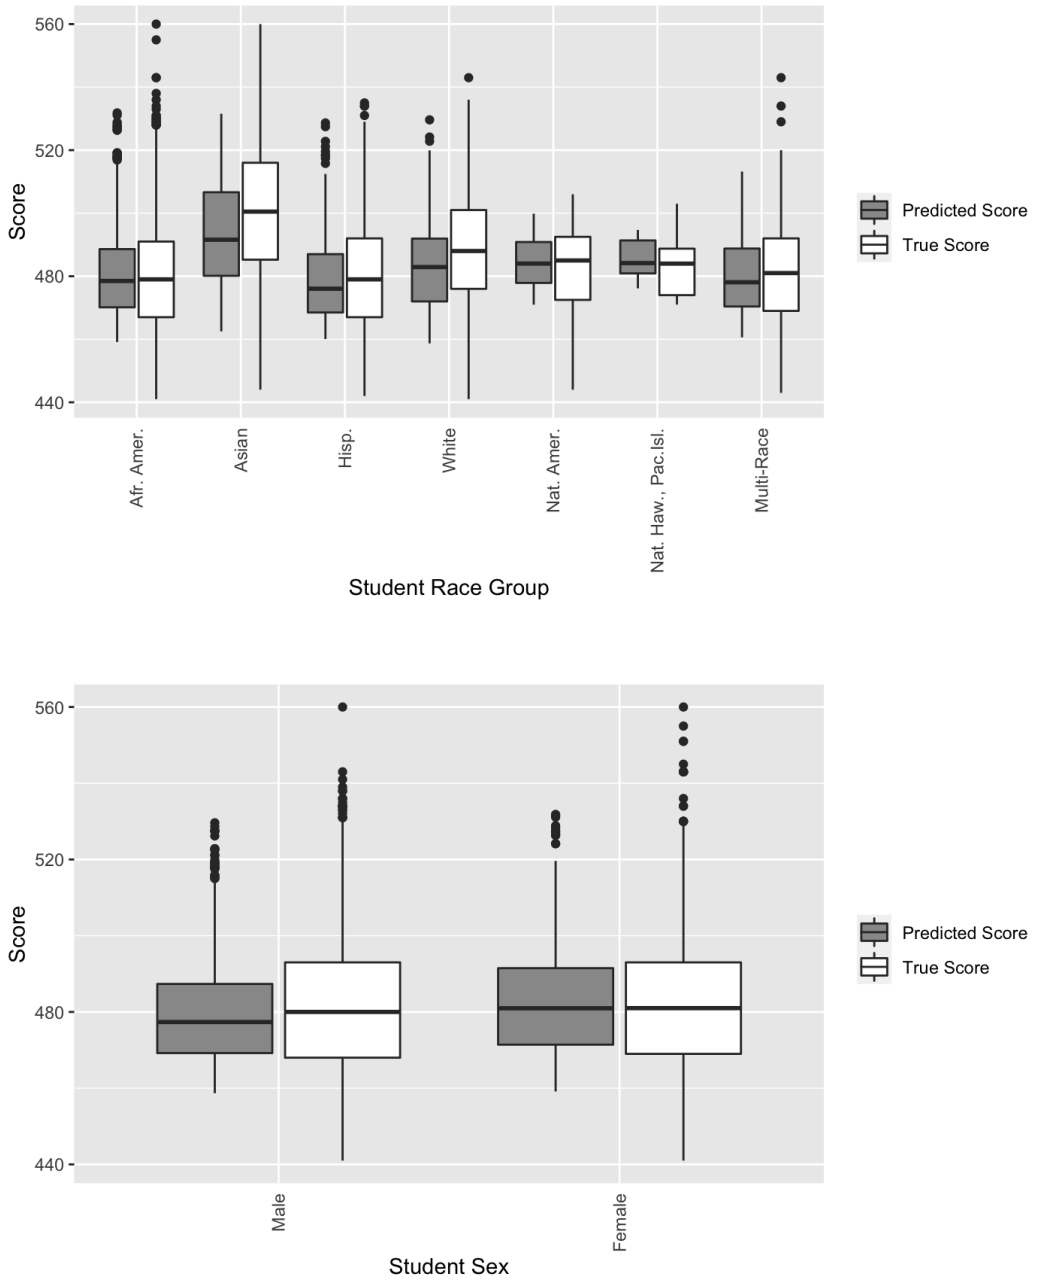 560
520
480
440
Score
Afr. Amer.
Asian
Hisp.
White
Nat. Amer.
Nat. Haw., Pac.Isl.
Multi-Race
Student Race Group
Predicted Score
True Score
560
520
480
440
Score
Male
Female
Student Sex
Predicted Score
True Score